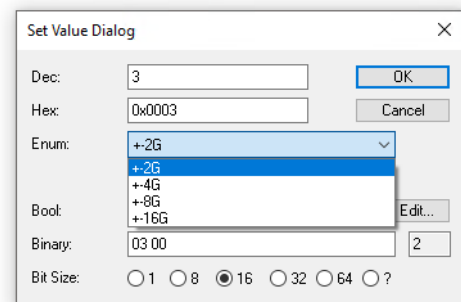 Set Value Dialog
Dec: 3 OK
Hex: 0x0003 Cancel
Enum: +-2G
+-2G
+-4G
+-8G
+-16G
Bool: Edit...
Binary: 03 00 2
Bit Size: 1 8 16 32 64 ?